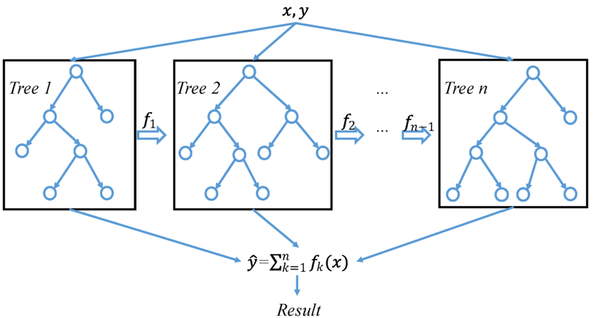 x, y
Tree 1
f₁
Tree 2
f₂
...
...
fₙ₋₁
Tree n
ŷ=∑ⁿₖ₌₁ fₖ(x)
Result